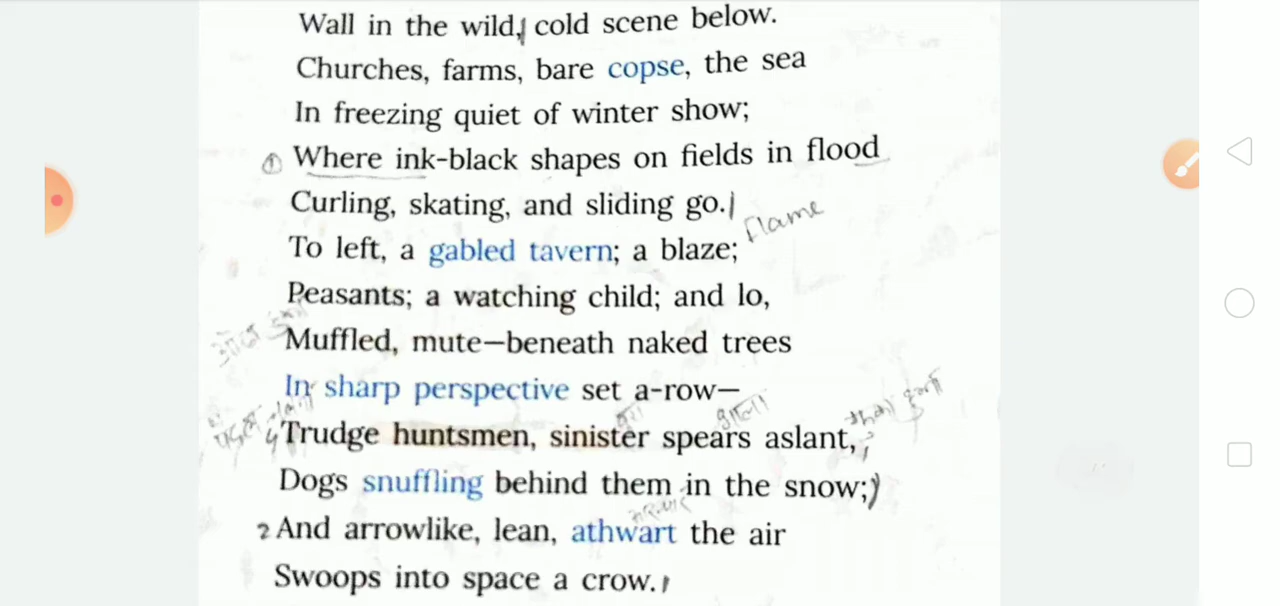 Wall in the wild, cold scene below.
Churches, farms, bare copse, the sea
In freezing quiet of winter show;
① Where ink-black shapes on fields in flood
Curling, skating, and sliding go.
flame
To left, a gabled tavern; a blaze;
Peasants; a watching child; and lo,
Muffled, mute—beneath naked trees
In sharp perspective set a-row—
भाला
Trudge huntsmen, sinister spears aslant,
Dogs snuffling behind them in the snow;
2 And arrowlike, lean, athwart the air
Swoops into space a crow.